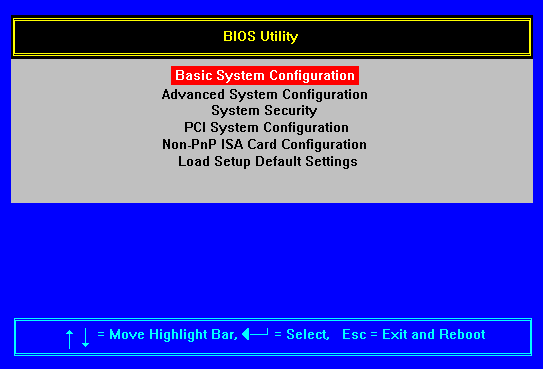 BIOS Utility
Basic System Configuration
Advanced System Configuration
System Security
PCI System Configuration
Non-PnP ISA Card Configuration
Load Setup Default Settings
↑ ↓ = Move Highlight Bar, ◄─┘ = Select, Esc = Exit and Reboot